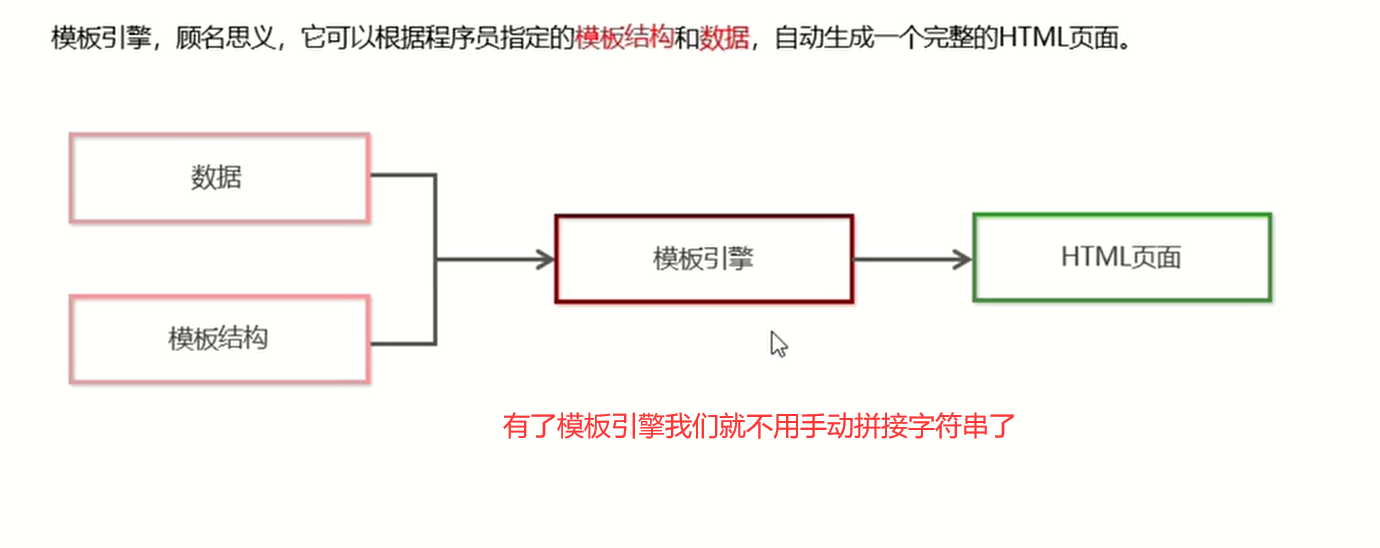 模板引擎，顾名思义，它可以根据程序员指定的模板结构和数据，自动生成一个完整的HTML页面。
数据
模板结构
模板引擎
HTML页面
有了模板引擎我们就不用手动拼接字符串了